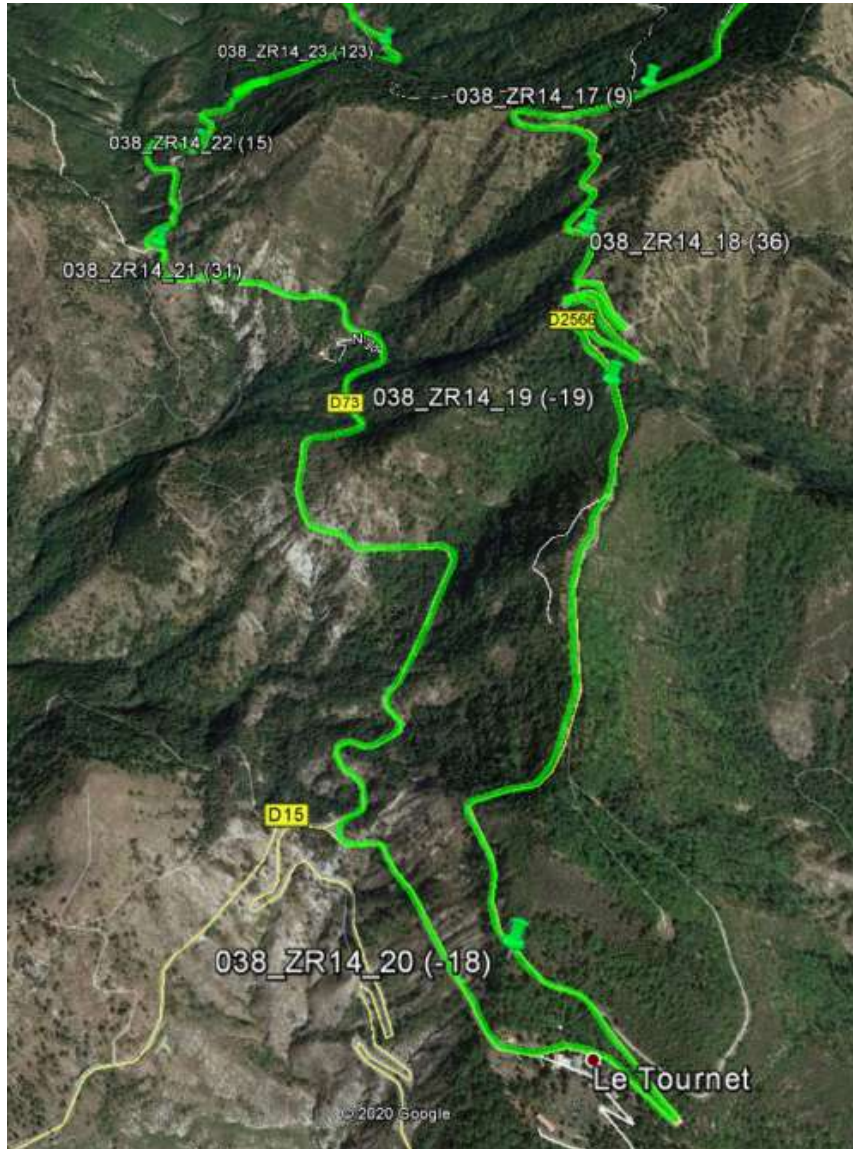 038_ZR14_23 (123)
038_ZR14_17 (9)
038_ZR14_22 (15)
038_ZR14_18 (36)
038_ZR14_21 (31)
D2566
D73
038_ZR14_19 (-19)
D15
038_ZR14_20 (-18)
Le Tournet
© 2020 Google